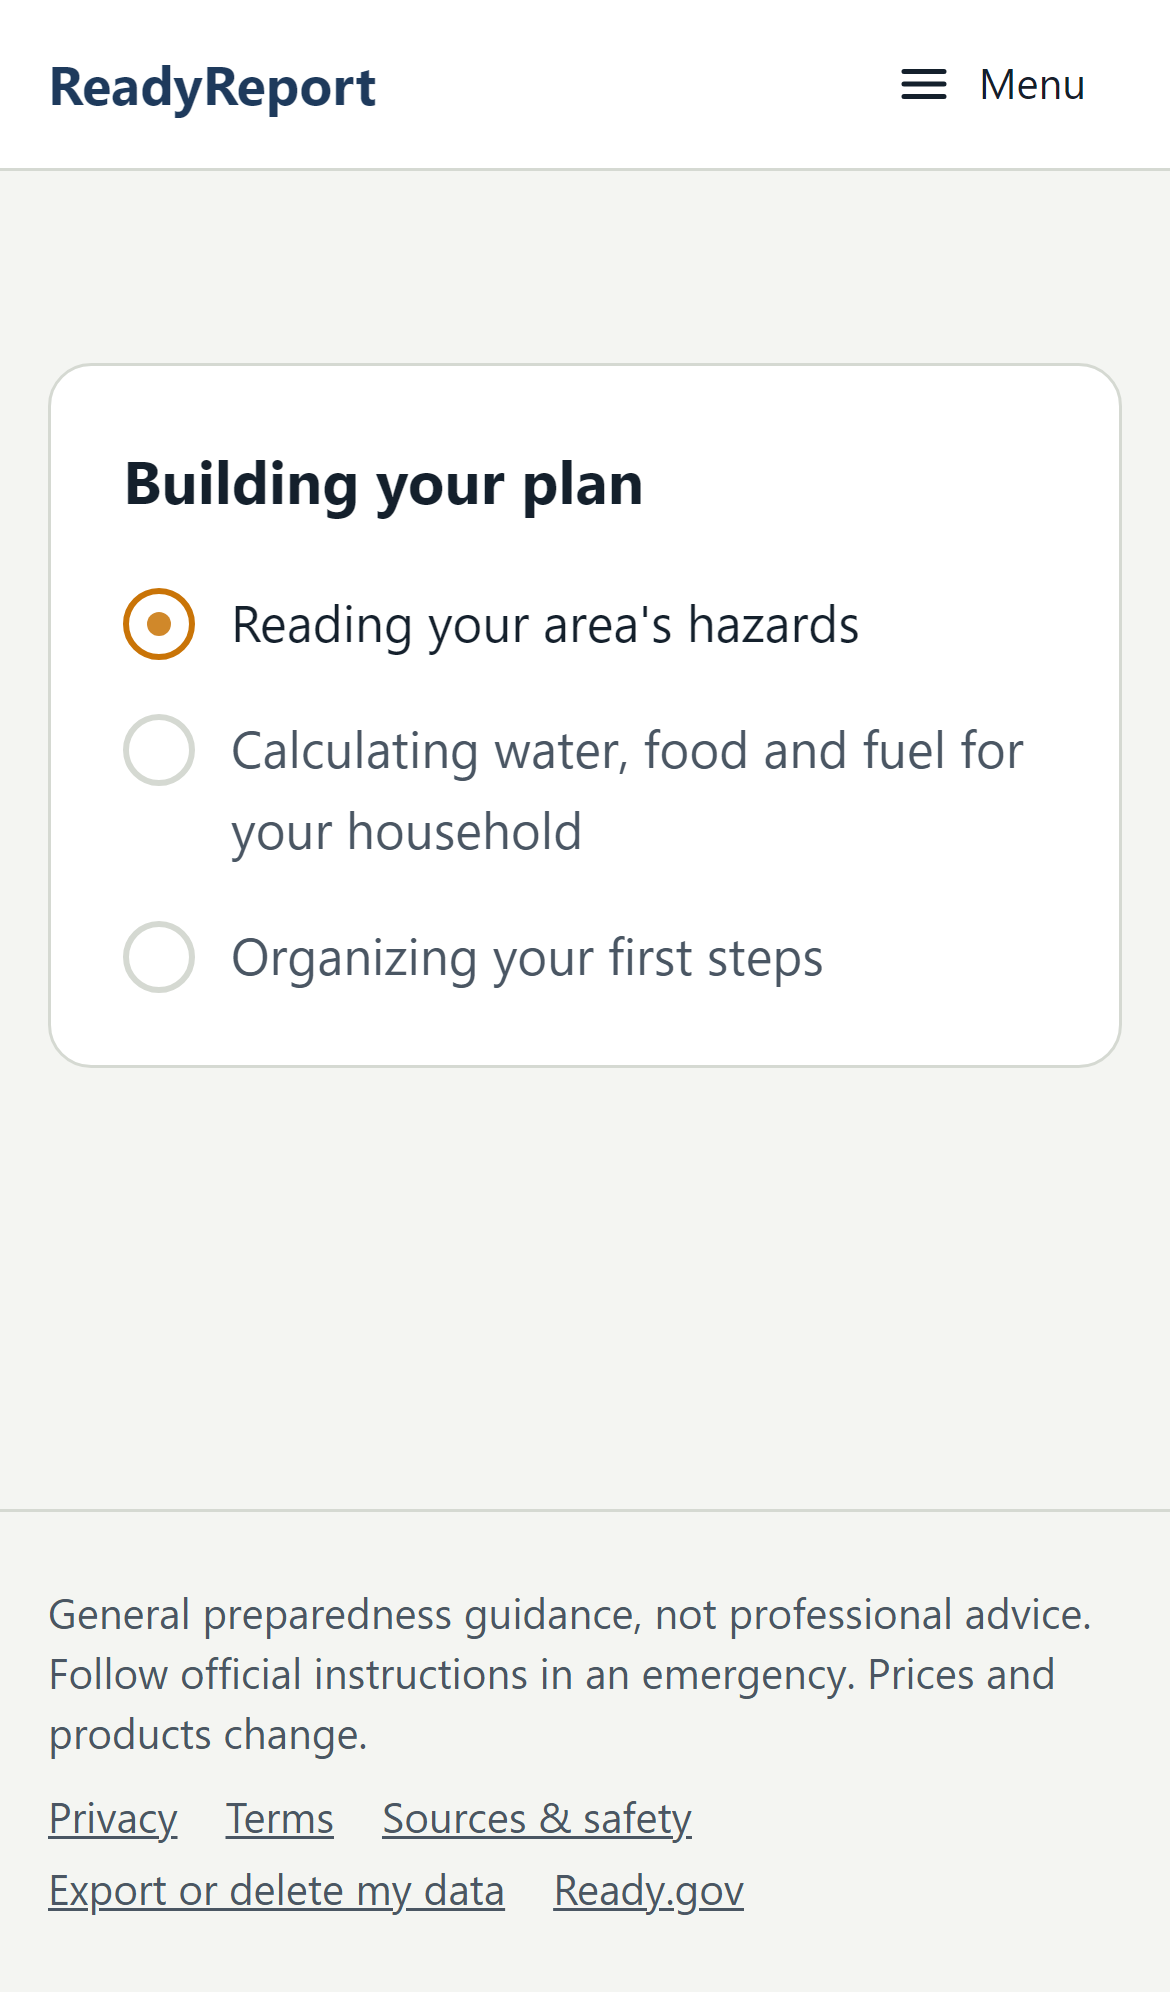 ReadyReport
Menu
Building your plan
Reading your area's hazards
Calculating water, food and fuel for
your household
Organizing your first steps
General preparedness guidance, not professional advice.
Follow official instructions in an emergency. Prices and
products change.
Privacy Terms Sources & safety
Export or delete my data Ready.gov